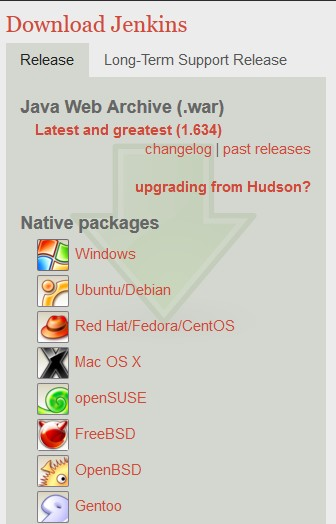 Download Jenkins
Release
Long-Term Support Release
Java Web Archive (.war)
Latest and greatest (1.634)
changelog | past releases
upgrading from Hudson?
Native packages
Windows
Ubuntu/Debian
Red Hat/Fedora/CentOS
Mac OS X
openSUSE
FreeBSD
OpenBSD
Gentoo